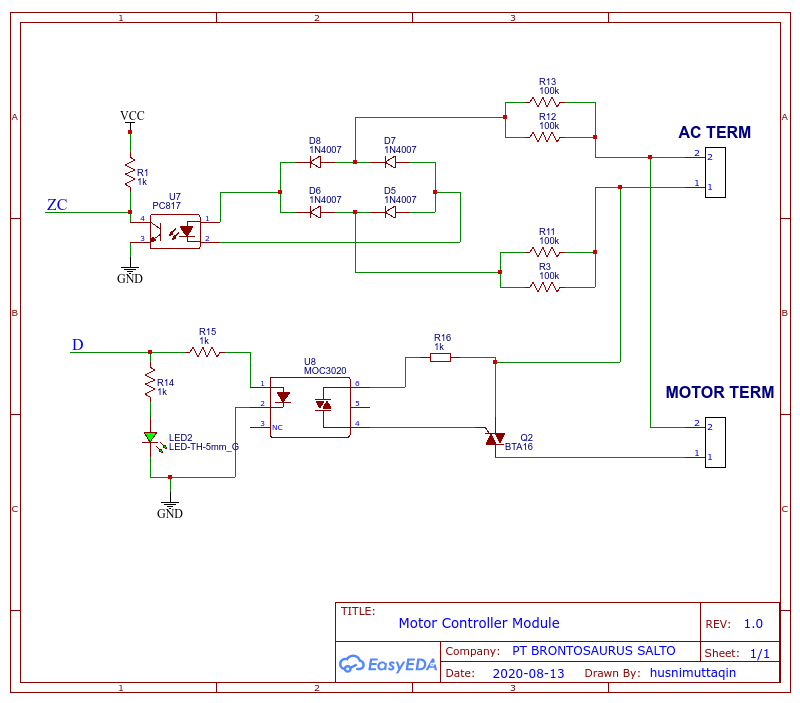 1 2 3
A A
B B
C C
1 2 3
VCC
R1
1k
ZC
U7
PC817
4 1
3 2
GND
D8
1N4007
D7
1N4007
D6
1N4007
D5
1N4007
R13
100k
R12
100k
AC TERM
2 2
1 1
R11
100k
R3
100k
D
R15
1k
R14
1k
LED2
LED-TH-5mm_G
GND
U8
MOC3020
1 6
2 5
3 NC 4
R16
1k
Q2
BTA16
MOTOR TERM
2 2
1 1
TITLE:
Motor Controller Module
REV: 1.0
EasyEDA
Company: PT BRONTOSAURUS SALTO
Sheet: 1/1
Date: 2020-08-13 Drawn By: husnimuttaqin